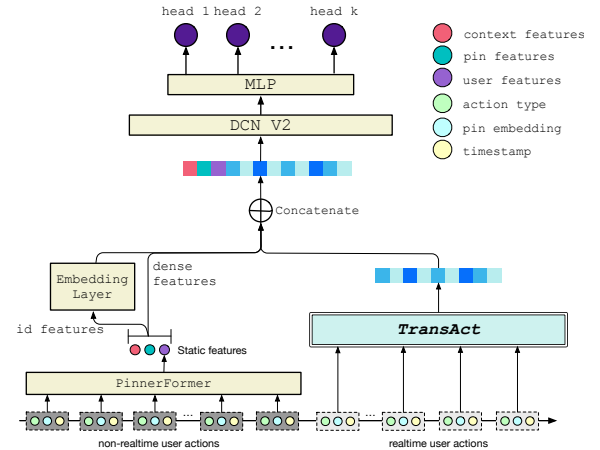 head 1 head 2 head k
...
MLP
DCN V2
context features
pin features
user features
action type
pin embedding
timestamp
Concatenate
Embedding
Layer
dense
features
id features
Static features
TransAct
PinnerFormer
... ...
non-realtime user actions
realtime user actions